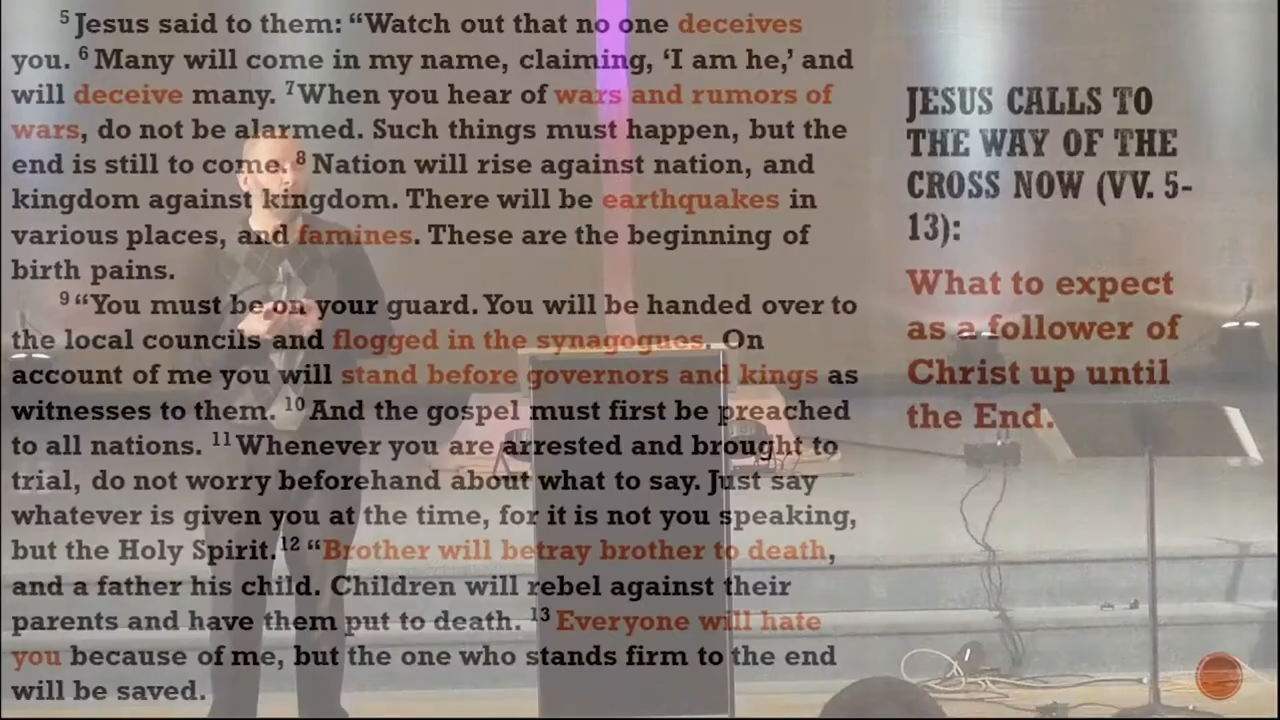 5 Jesus said to them: “Watch out that no one deceives
you. 6 Many will come in my name, claiming, ‘I am he,’ and
will deceive many. 7 When you hear of wars and rumors of
wars, do not be alarmed. Such things must happen, but the
end is still to come. 8 Nation will rise against nation, and
kingdom against kingdom. There will be earthquakes in
various places, and famines. These are the beginning of
birth pains.
9 “You must be on your guard. You will be handed over to
the local councils and flogged in the synagogues. On
account of me you will stand before governors and kings as
witnesses to them. 10 And the gospel must first be preached
to all nations. 11 Whenever you are arrested and brought to
trial, do not worry beforehand about what to say. Just say
whatever is given you at the time, for it is not you speaking,
but the Holy Spirit. 12 “Brother will betray brother to death,
and a father his child. Children will rebel against their
parents and have them put to death. 13 Everyone will hate
you because of me, but the one who stands firm to the end
will be saved.
JESUS CALLS TO
THE WAY OF THE
CROSS NOW (VV. 5-
13):
What to expect
as a follower of
Christ up until
the End.